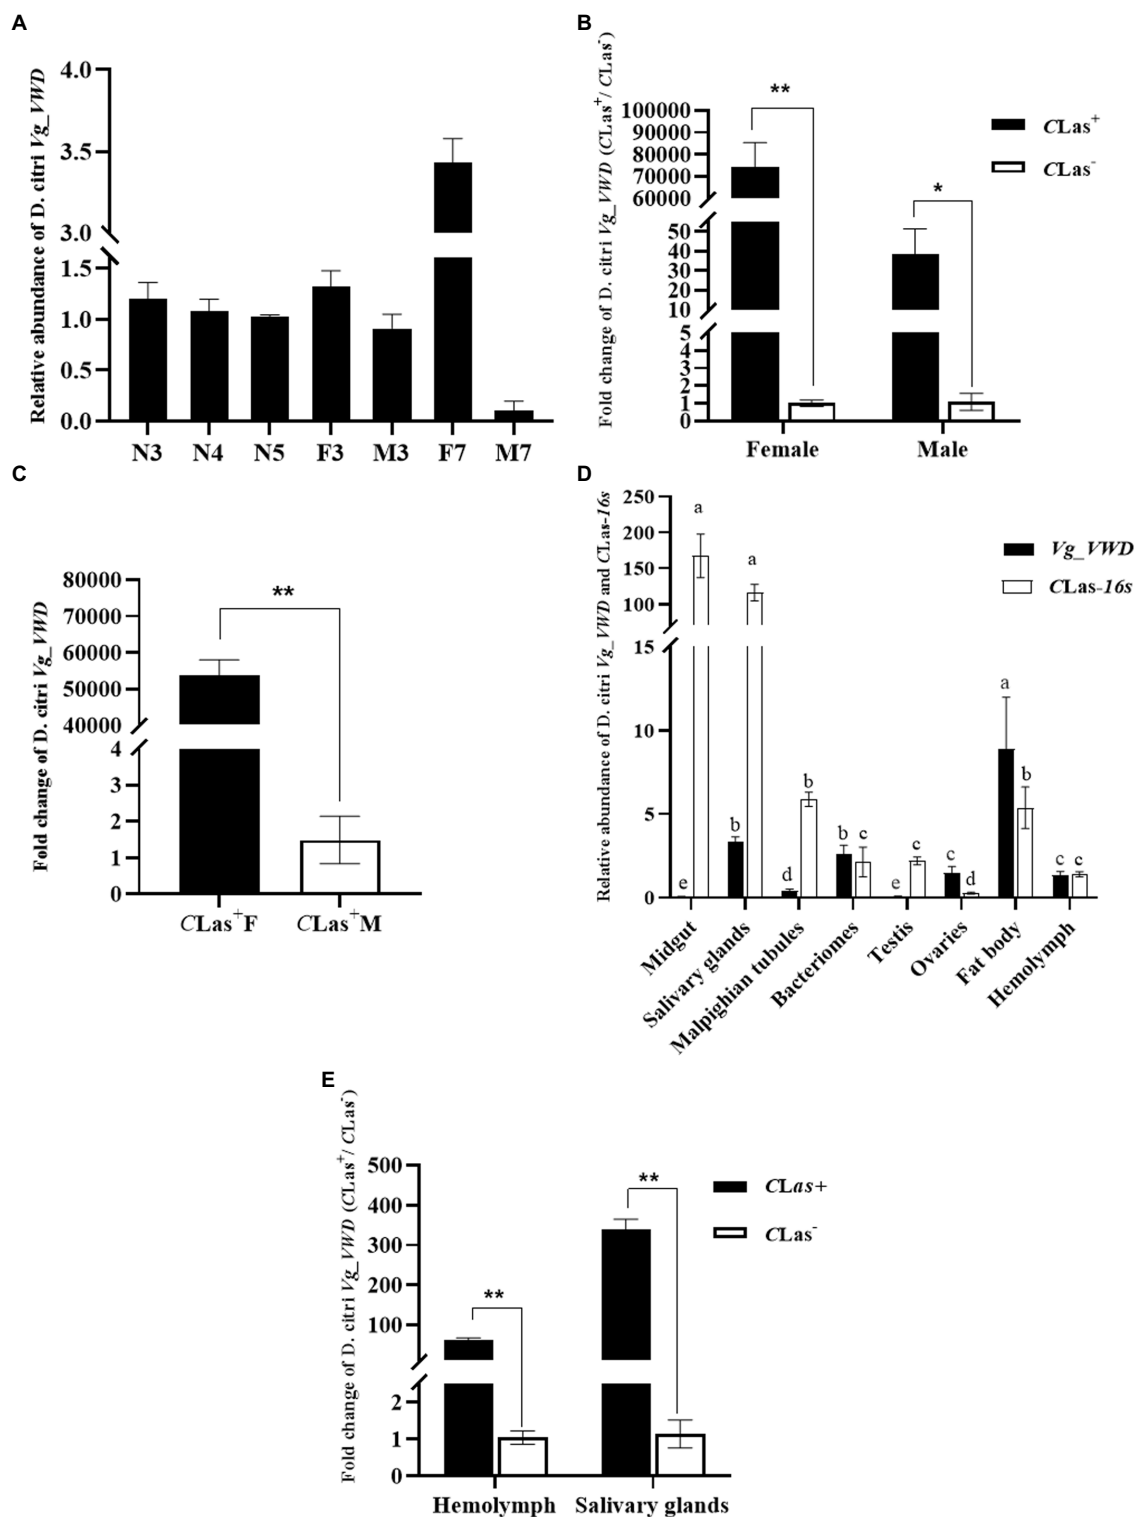 A
Relative abundance of D. citri Vg_VWD
4.0
3.5
3.0
1.5
1.0
0.5
0.0
N3 N4 N5 F3 M3 F7 M7
B
Fold change of D. citri Vg_VWD (CLas+/ CLas-)
100000
90000
80000
70000
60000
50
40
30
20
10
5
4
3
2
1
0
**
*
CLas+
CLas-
Female Male
C
Fold change of D. citri Vg_VWD
80000
70000
60000
50000
40000
4
3
2
1
0
**
CLas+F CLas+M
D
Relative abundance of D. citri Vg_VWD and CLas-16s
250
200
150
100
15
10
5
0
e a b a d b b c e c c d a b c c
Vg_VWD
CLas-16s
Midgut
Salivary glands
Malpighian tubules
Bacteriomes
Testis
Ovaries
Fat body
Hemolymph
E
Fold change of D. citri Vg_VWD (CLas+/ CLas-)
500
400
300
200
100
2
1
0
**
**
CLas+
CLas-
Hemolymph Salivary glands